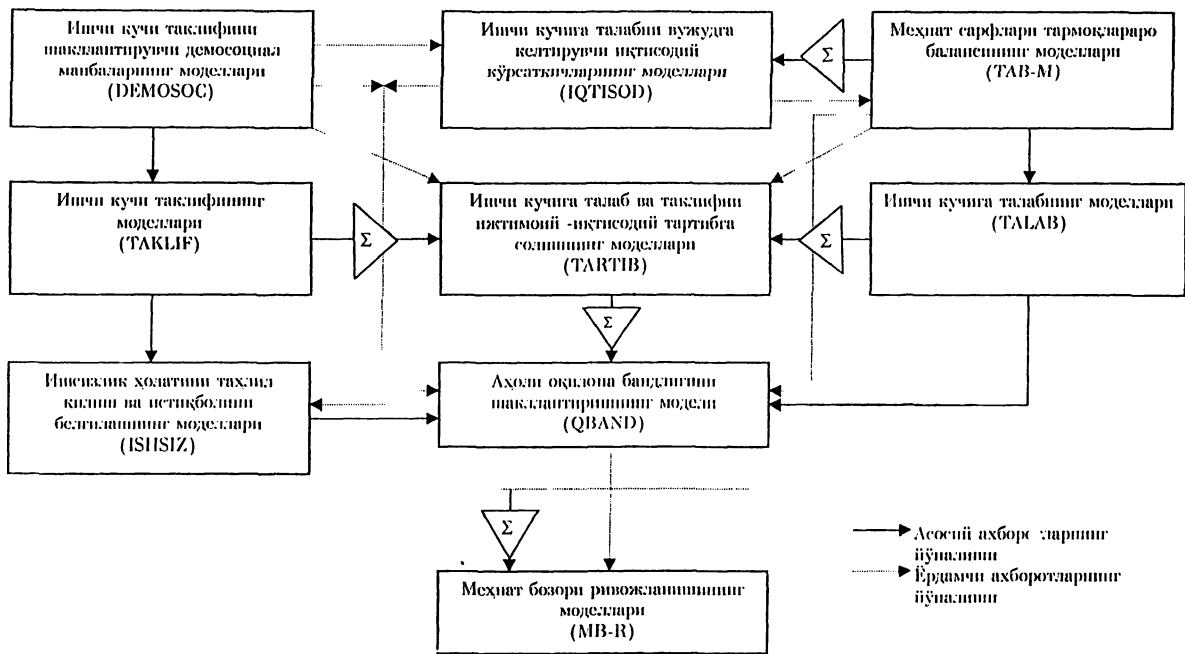 Ишчи кучи таклифини
шакллантирувчи демосоциал
манбаларнинг моделлари
(DEMOSOC)
Ишчи кучига талабни вужудга
келтирувчи иқтисодий
кўрсаткичларнинг моделлари
(IQTISOD)
Σ
Меҳнат сарфлари тармоқлараро
балансининг моделлари
(TAB-M)
Ишчи кучи таклифининг
моделлари
(TAKLIF)
Σ
Ишчи кучига талаб ва таклифни
ижтимоий -иқтисодий тартибга
солишнинг моделлари
(TARTIB)
Σ
Ишчи кучига талабнинг моделлари
(TALAB)
Σ
Ишсизлик ҳолатини тахлил
қилиш ва истиқболини
белгилашнинг моделлари
(ISHSIZ)
Аҳоли оқилона бандлигини
шакллантиришнинг модели
(QBAND)
Σ
Меҳнат бозори ривожланишининг
моделлари
(MB-R)
Асосий ахборотларнинг
йўналиши
Ёрдамчи ахборотларнинг
йўналиши